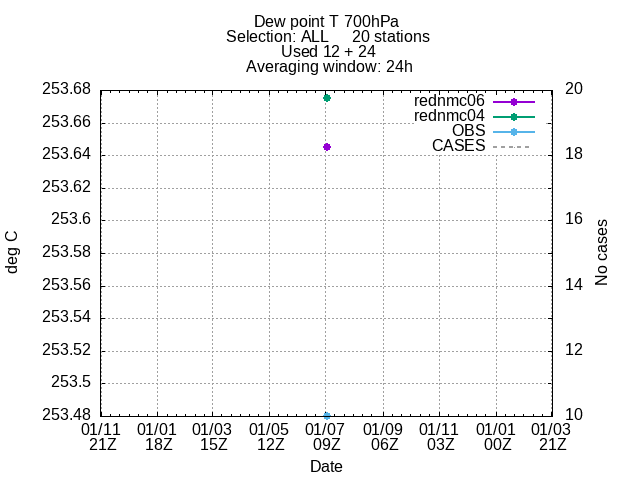 Dew point T 700hPa
Selection: ALL 20 stations
Used 12 + 24
Averaging window: 24h
253.68
253.66
253.64
253.62
253.6
253.58
253.56
253.54
253.52
253.5
253.48
20
18
16
14
12
10
rednmc06
rednmc04
OBS
CASES
deg C
No cases
01/11 01/01 01/03 01/05 01/07 01/09 01/11 01/01 01/03
21Z 18Z 15Z 12Z 09Z 06Z 03Z 00Z 21Z
Date